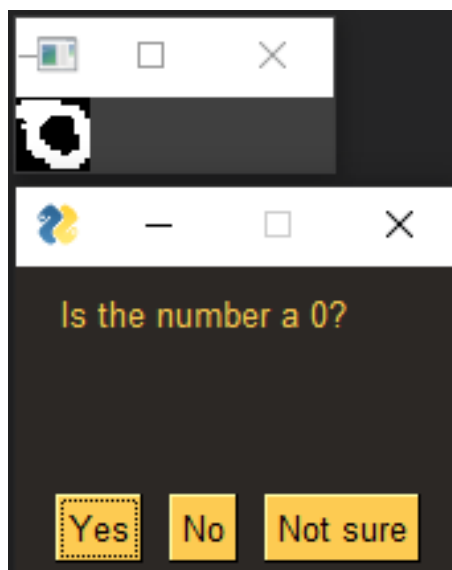 Is the number a 0?
Yes No Not sure